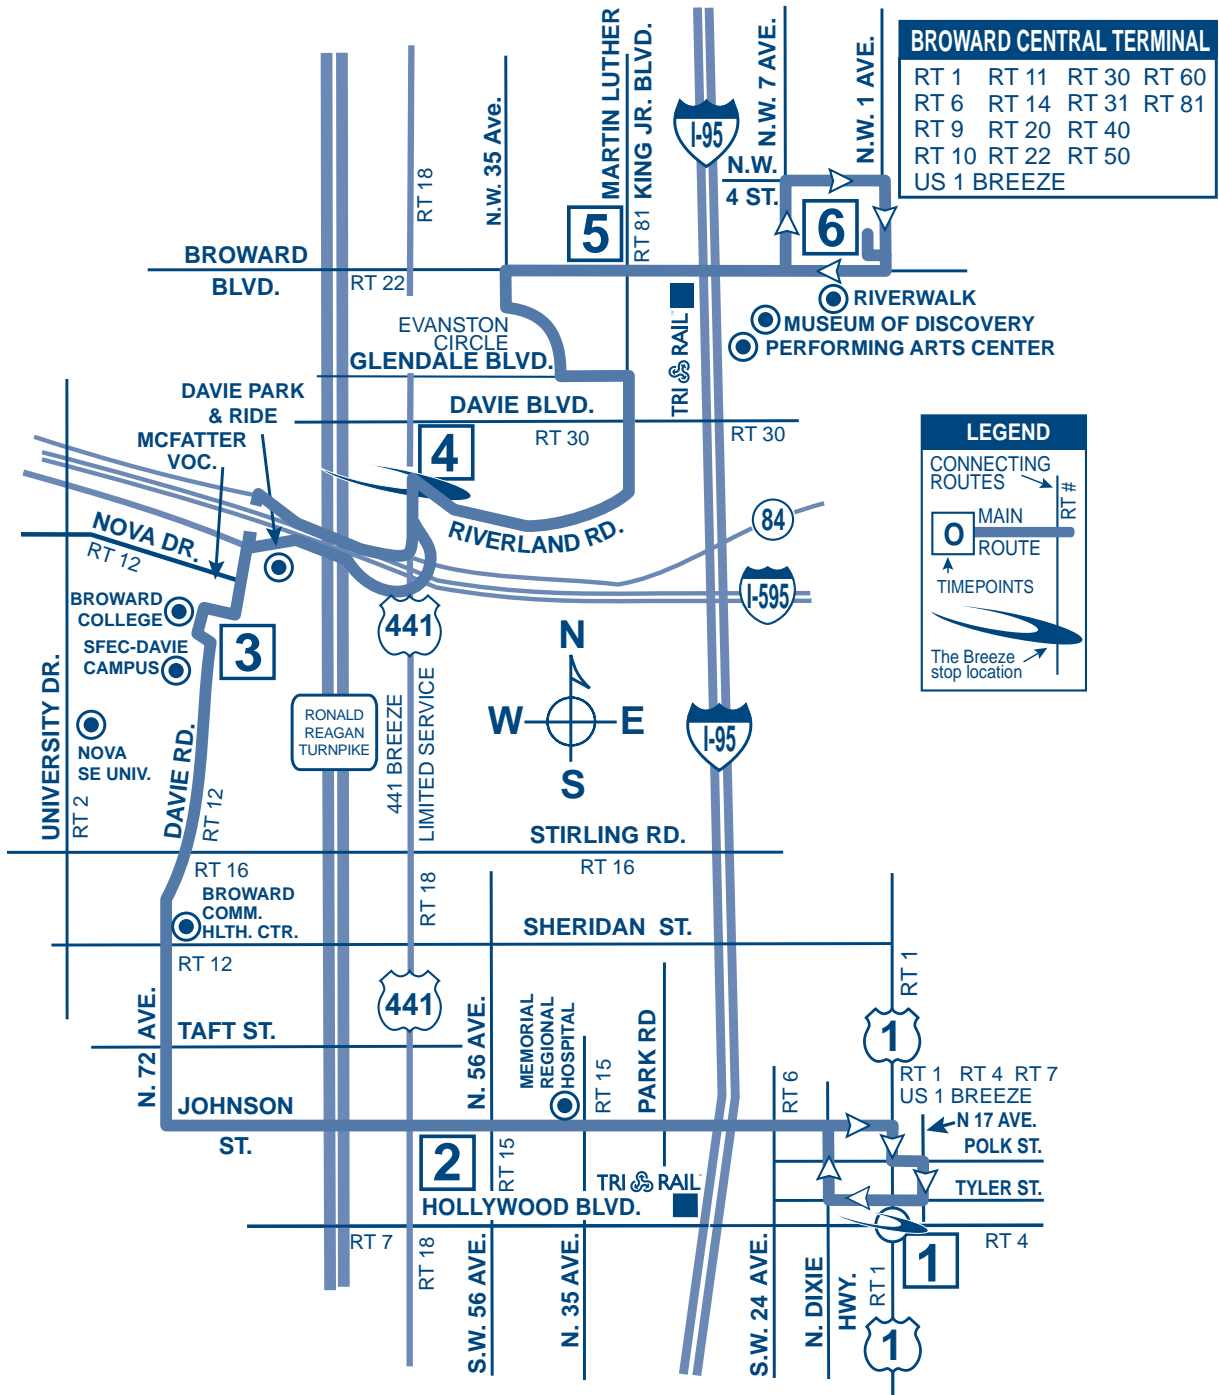 BROWARD CENTRAL TERMINAL
RT 1 RT 11 RT 30 RT 60
RT 6 RT 14 RT 31 RT 81
RT 9 RT 20 RT 40
RT 10 RT 22 RT 50
US 1 BREEZE
N.W. 35 Ave.
RT 18
MARTIN LUTHER
KING JR. BLVD.
RT 81
I-95
N.W. 7 AVE.
N.W. 1 AVE.
N.W.
4 ST.
5
6
BROWARD
BLVD.
RT 22
RIVERWALK
MUSEUM OF DISCOVERY
PERFORMING ARTS CENTER
TRI RAIL
EVANSTON
CIRCLE
GLENDALE BLVD.
DAVIE BLVD.
RT 30
RT 30
DAVIE PARK
& RIDE
MCFATTER
VOC.
4
NOVA DR.
RT 12
RIVERLAND RD.
84
I-595
LEGEND
CONNECTING
ROUTES
RT #
O
MAIN
ROUTE
TIMEPOINTS
The Breeze
stop location
BROWARD
COLLEGE
SFEC-DAVIE
CAMPUS
3
441
N
W
E
S
UNIVERSITY DR.
RT 2
NOVA
SE UNIV.
DAVIE RD.
RT 12
RONALD
REAGAN
TURNPIKE
441 BREEZE
LIMITED SERVICE
I-95
STIRLING RD.
RT 16
RT 16
BROWARD
COMM.
HLTH. CTR.
RT 18
SHERIDAN ST.
RT 12
RT 1
441
1
N. 72 AVE.
TAFT ST.
N. 56 AVE.
MEMORIAL
REGIONAL
HOSPITAL
RT 15
PARK RD
RT 6
RT 1 RT 4 RT 7
US 1 BREEZE
N 17 AVE.
JOHNSON
ST.
POLK ST.
2
RT 15
TRI RAIL
TYLER ST.
HOLLYWOOD BLVD.
RT 7
RT 18
RT 4
1
S.W. 56 AVE.
N. 35 AVE.
S.W. 24 AVE.
N. DIXIE
HWY.
RT 1
1